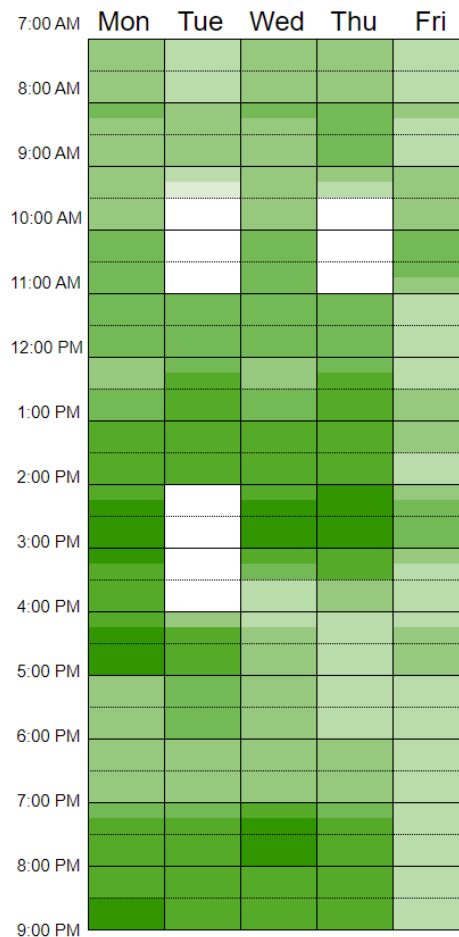 7:00 AM Mon Tue Wed Thu Fri
8:00 AM
9:00 AM
10:00 AM
11:00 AM
12:00 PM
1:00 PM
2:00 PM
3:00 PM
4:00 PM
5:00 PM
6:00 PM
7:00 PM
8:00 PM
9:00 PM